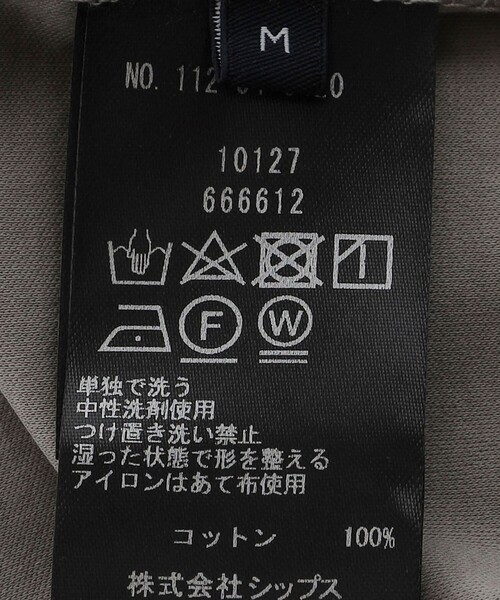 M
NO. 112
10127
666612
F W
単独で洗う
中性洗剤使用
つけ置き洗い禁止
湿った状態で形を整える
アイロンはあて布使用
コットン 100%
株式会社シップス